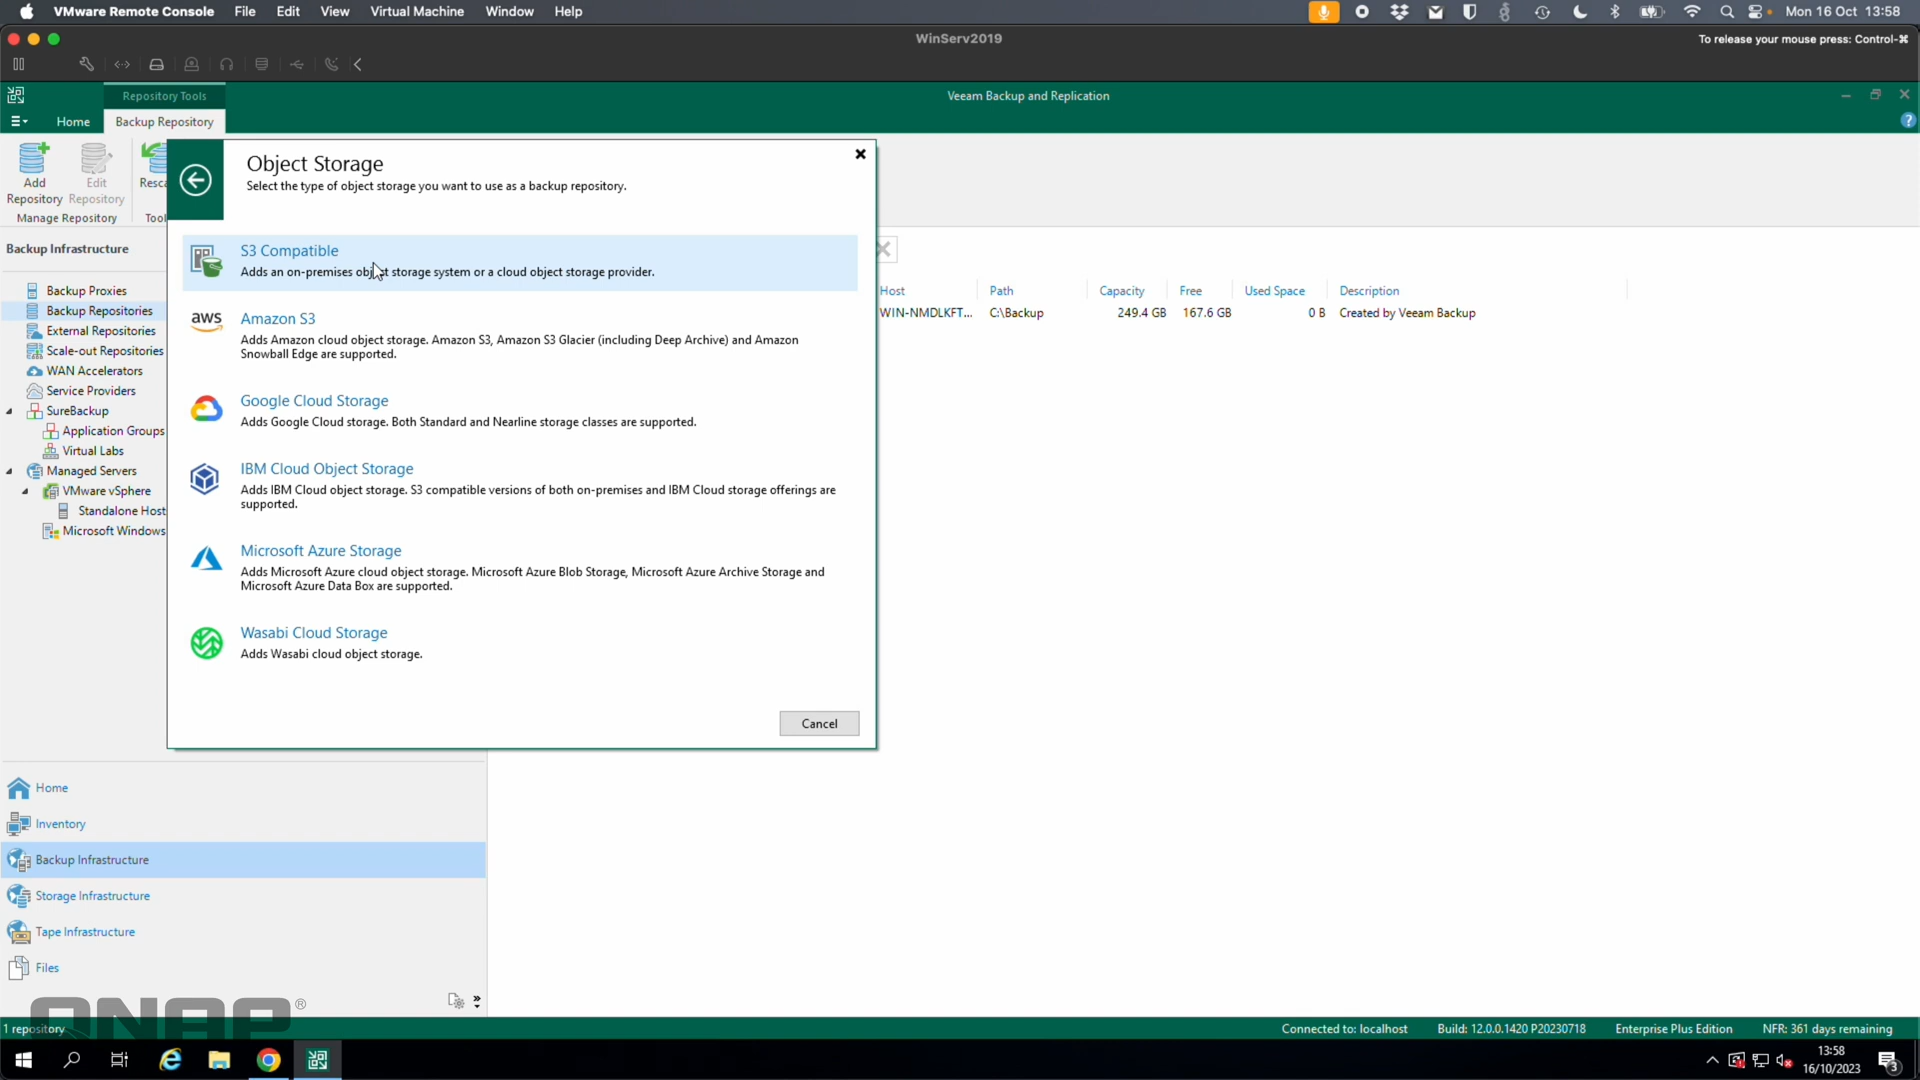 VMware Remote Console File Edit View Virtual Machine Window Help Mon 16 Oct 13:58
WinServ2019 To release your mouse press: Control-⌘
Repository Tools Veeam Backup and Replication
Home Backup Repository
Add Repository
Edit Repository
Resca
Manage Repository Tool
Object Storage
Select the type of object storage you want to use as a backup repository.
S3 Compatible
Adds an on-premises object storage system or a cloud object storage provider.
Amazon S3
Adds Amazon cloud object storage. Amazon S3, Amazon S3 Glacier (including Deep Archive) and Amazon
Snowball Edge are supported.
aws
Google Cloud Storage
Adds Google Cloud storage. Both Standard and Nearline storage classes are supported.
IBM Cloud Object Storage
Adds IBM Cloud object storage. S3 compatible versions of both on-premises and IBM Cloud storage offerings are
supported.
Microsoft Azure Storage
Adds Microsoft Azure cloud object storage. Microsoft Azure Blob Storage, Microsoft Azure Archive Storage and
Microsoft Azure Data Box are supported.
Wasabi Cloud Storage
Adds Wasabi cloud object storage.
Cancel
Backup Infrastructure
Backup Proxies
Backup Repositories
External Repositories
Scale-out Repositories
WAN Accelerators
Service Providers
SureBackup
Application Groups
Virtual Labs
Managed Servers
VMware vSphere
Standalone Host
Microsoft Windows
Host Path Capacity Free Used Space Description
WIN-NMDLKFT... C:\Backup 249.4 GB 167.6 GB 0 B Created by Veeam Backup
Home
Inventory
Backup Infrastructure
Storage Infrastructure
Tape Infrastructure
Files
QNAP®
1 repository Connected to: localhost Build: 12.0.0.1420 P20230718 Enterprise Plus Edition NFR: 361 days remaining
13:58
16/10/2023
3